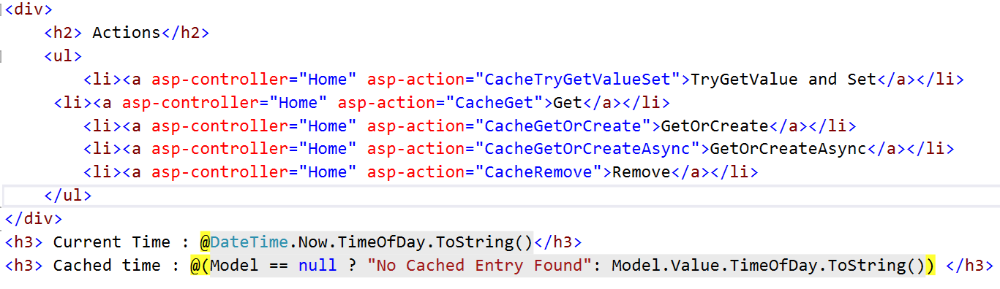 <div>
    <h2> Actions</h2>
    <ul>
        <li><a asp-controller="Home" asp-action="CacheTryGetValueSet">TryGetValue and Set</a></li>
     <li><a asp-controller="Home" asp-action="CacheGet">Get</a></li>
        <li><a asp-controller="Home" asp-action="CacheGetOrCreate">GetOrCreate</a></li>
        <li><a asp-controller="Home" asp-action="CacheGetOrCreateAsync">GetOrCreateAsync</a></li>
        <li><a asp-controller="Home" asp-action="CacheRemove">Remove</a></li>
    </ul>
</div>
<h3> Current Time : @DateTime.Now.TimeOfDay.ToString()</h3>
<h3> Cached time : @(Model == null ? "No Cached Entry Found": Model.Value.TimeOfDay.ToString()) </h3>